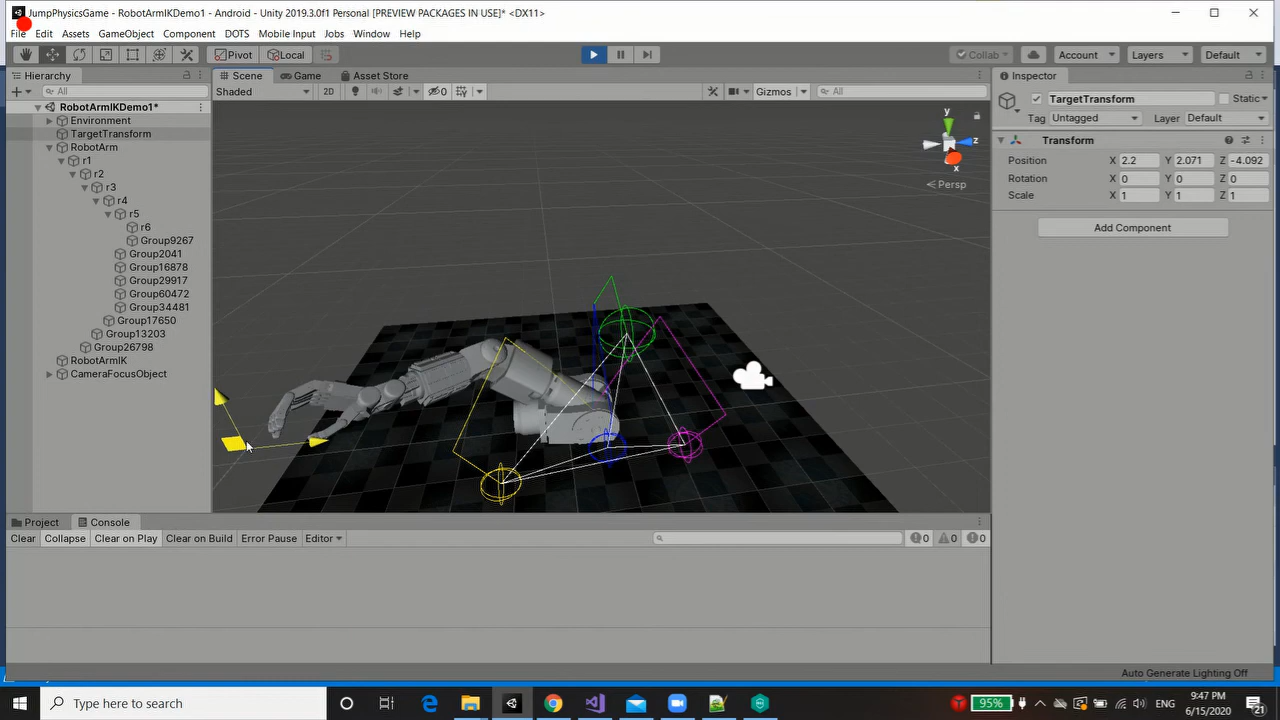 JumpPhysicsGame - RobotArmIKDemo1 - Android - Unity 2019.3.0f1 Personal [PREVIEW PACKAGES IN USE]* <DX11>
File Edit Assets GameObject Component DOTS Mobile Input Jobs Window Help
Pivot Local Collab Account Layers Default
Hierarchy Scene Game Asset Store Inspector
All Shaded 2D 0 Gizmos All TargetTransform Static
RobotArmIKDemo1*
Tag Untagged Layer Default
Environment
TargetTransform
RobotArm
r1
r2
r3
r4
r5
r6
Group9267
Group2041
Group16878
Group29917
Group60472
Group34481
Group17650
Group13203
Group26798
RobotArmIK
CameraFocusObject
y
z
x
Persp
Transform
Position X 2.2 Y 2.071 Z -4.092
Rotation X 0 Y 0 Z 0
Scale X 1 Y 1 Z 1
Add Component
Project Console
Clear Collapse Clear on Play Clear on Build Error Pause Editor 0 0 0
Auto Generate Lighting Off
Type here to search
95% ENG 9:47 PM
6/15/2020 21